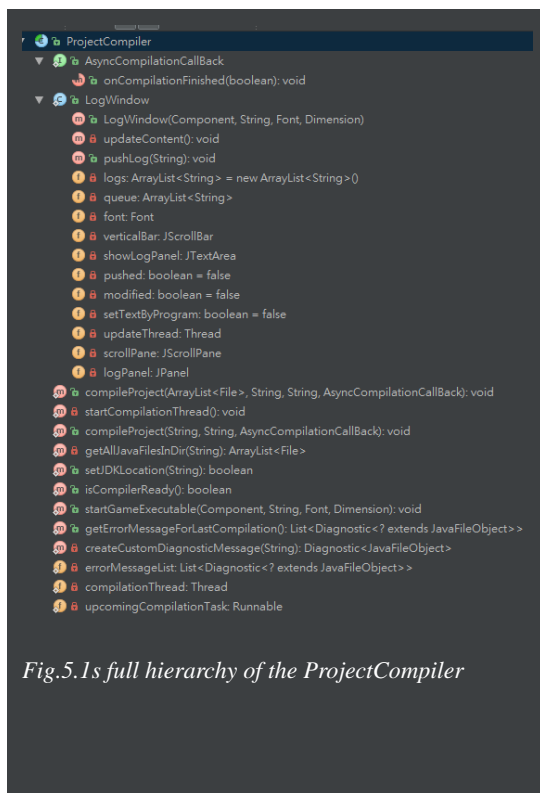 ProjectCompiler
AsyncCompilationCallBack
onCompilationFinished(boolean): void
LogWindow
LogWindow(Component, String, Font, Dimension)
updateContent(): void
pushLog(String): void
logs: ArrayList<String> = new ArrayList<String>()
queue: ArrayList<String>
font: Font
verticalBar: JScrollBar
showLogPanel: JTextArea
pushed: boolean = false
modified: boolean = false
setTextByProgram: boolean = false
updateThread: Thread
scrollPane: JScrollPane
logPanel: JPanel
compileProject(ArrayList<File>, String, String, AsyncCompilationCallBack): void
startCompilationThread(): void
compileProject(String, String, AsyncCompilationCallBack): void
getAllJavaFilesInDir(String): ArrayList<File>
setJDKLocation(String): boolean
isCompilerReady(): boolean
startGameExecutable(Component, String, Font, Dimension): void
getErrorMessageForLastCompilation(): List<Diagnostic<? extends JavaFileObject>>
createCustomDiagnosticMessage(String): Diagnostic<JavaFileObject>
errorMessageList: List<Diagnostic<? extends JavaFileObject>>
compilationThread: Thread
upcomingCompilationTask: Runnable
Fig.5.1s full hierarchy of the ProjectCompiler